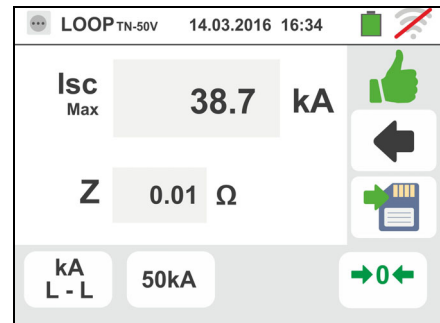 LOOP TN-50V 14.03.2016 16:34
Isc
Max
38.7 kA
Z 0.01 Ω
kA
L - L
50kA
0